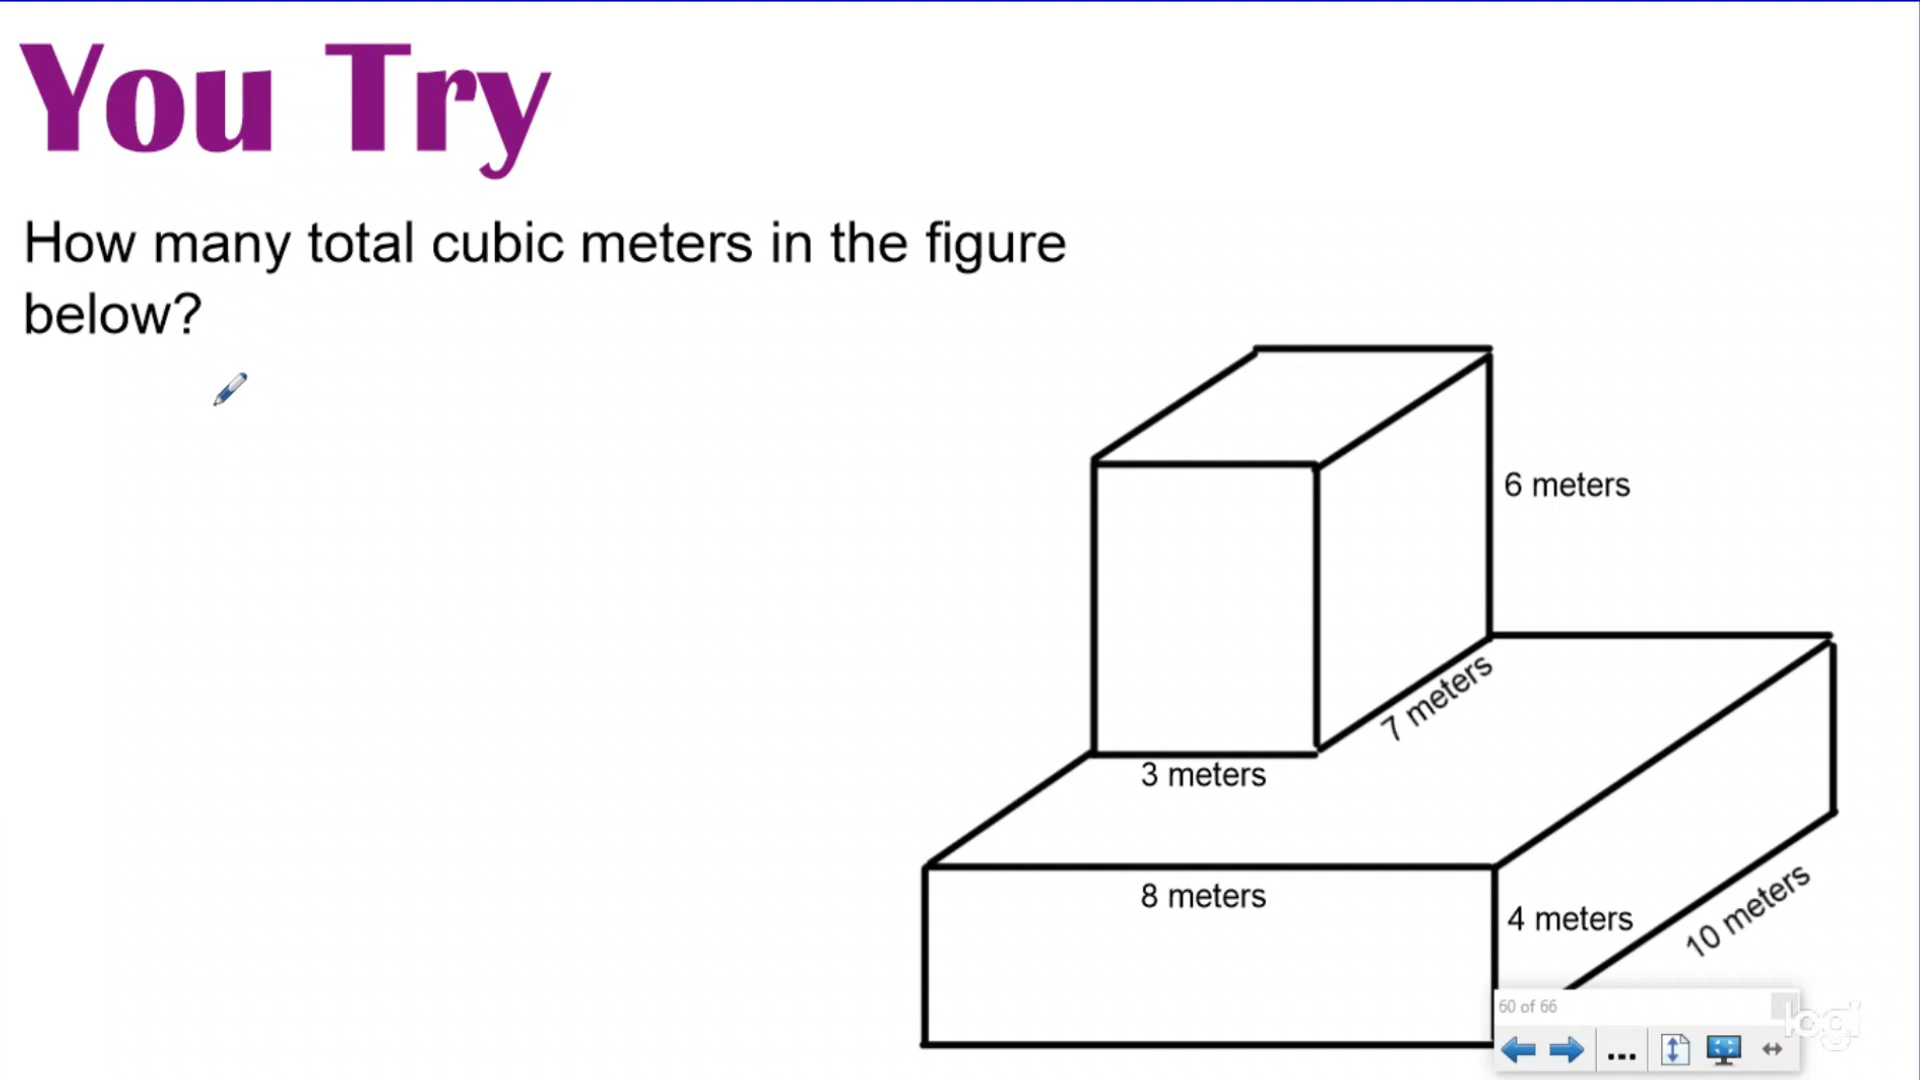 You Try
How many total cubic meters in the figure
below?
6 meters
7 meters
3 meters
8 meters
4 meters
10 meters
60 of 66
logi
...